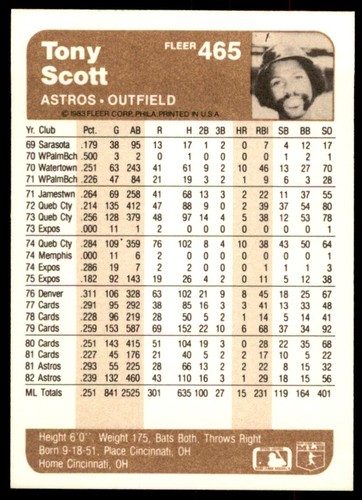 Tony
Scott
FLEER 465
ASTROS • OUTFIELD
© 1983 FLEER CORP., PHILA. PRINTED IN U.S.A.
Yr. Club Pct. G AB R H 2B 3B HR RBI SB BB SO
69 Sarasota .179 38 95 13 17 1 2 0 7 4 12 17
70 WPalmBch .500 3 2 0 1 0 0 0 0 0 0 1
70 Watertown .251 63 243 41 61 9 2 10 46 13 27 70
71 WPalmBch .226 47 84 21 19 3 2 1 9 6 3 28
71 Jamestwn .264 69 258 41 68 13 3 2 22 11 37 55
72 Queb Cty .214 135 412 47 88 9 0 2 39 37 54 80
73 Queb Cty .256 128 379 48 97 14 4 5 38 12 53 78
73 Expos .000 11 1 2 0 0 0 0 0 0 0 1
74 Queb Cty .284 109 359 76 102 8 4 10 38 43 50 64
74 Memphis .000 11 6 2 0 0 0 0 0 0 0 4
74 Expos .286 19 7 2 2 0 0 0 1 1 1 3
75 Expos .182 92 143 19 26 4 2 0 11 5 12 38
76 Denver .311 106 328 63 102 21 9 8 45 18 25 35
77 Cards .291 95 292 38 85 16 3 3 41 13 33 48
78 Cards .228 96 219 28 50 5 2 1 14 5 14 41
79 Cards .259 153 587 69 152 22 10 6 68 37 34 92
80 Cards .251 143 415 51 104 19 3 0 28 22 35 68
81 Cards .227 45 176 21 40 5 2 2 17 10 5 22
81 Astros .293 55 225 28 66 13 2 2 22 8 15 32
82 Astros .239 132 460 43 110 16 3 1 29 18 15 56
ML Totals .251 841 2525 301 635 100 27 15 231 119 164 401
Height 6'0'', Weight 175, Bats Both, Throws Right
Born 9-18-51, Place Cincinnati, OH
Home Cincinnati, OH